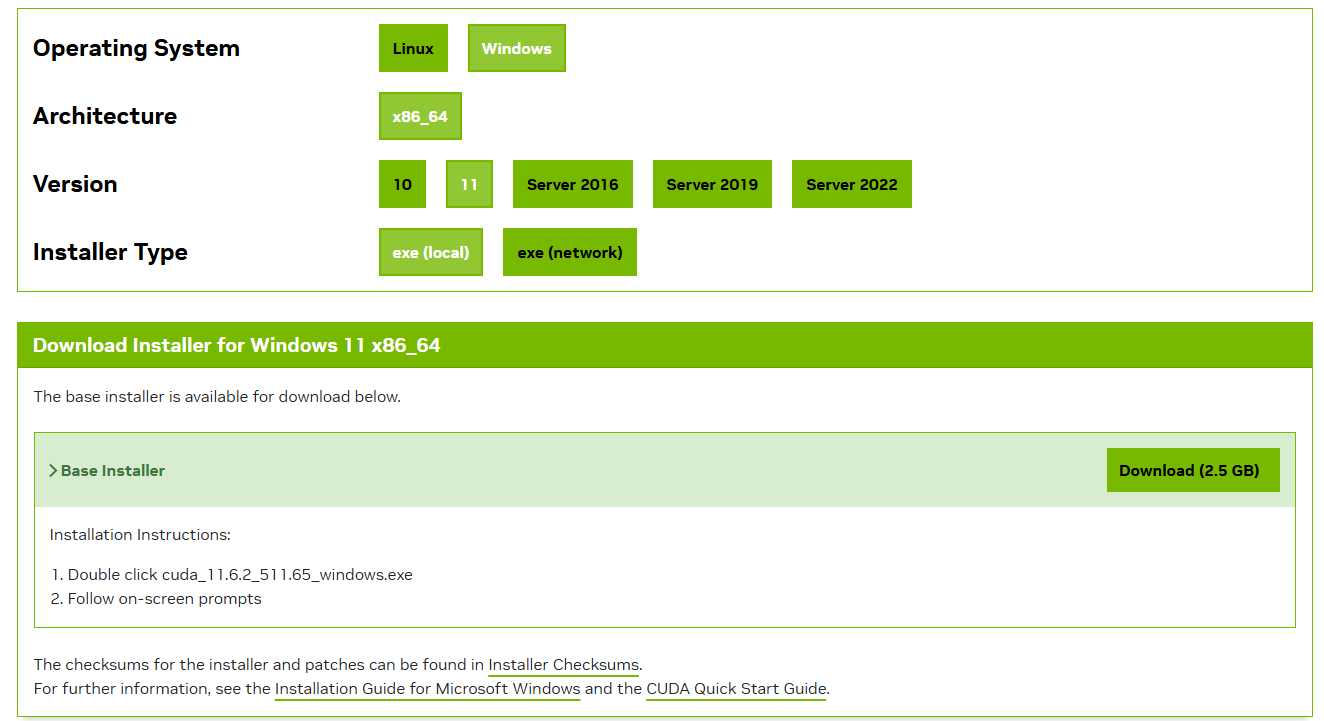 Operating System Linux Windows
Architecture x86_64
Version 10 11 Server 2016 Server 2019 Server 2022
Installer Type exe (local) exe (network)
Download Installer for Windows 11 x86_64
The base installer is available for download below.
Base Installer Download (2.5 GB)
Installation Instructions:
1. Double click cuda_11.6.2_511.65_windows.exe
2. Follow on-screen prompts
The checksums for the installer and patches can be found in Installer Checksums.
For further information, see the Installation Guide for Microsoft Windows and the CUDA Quick Start Guide.